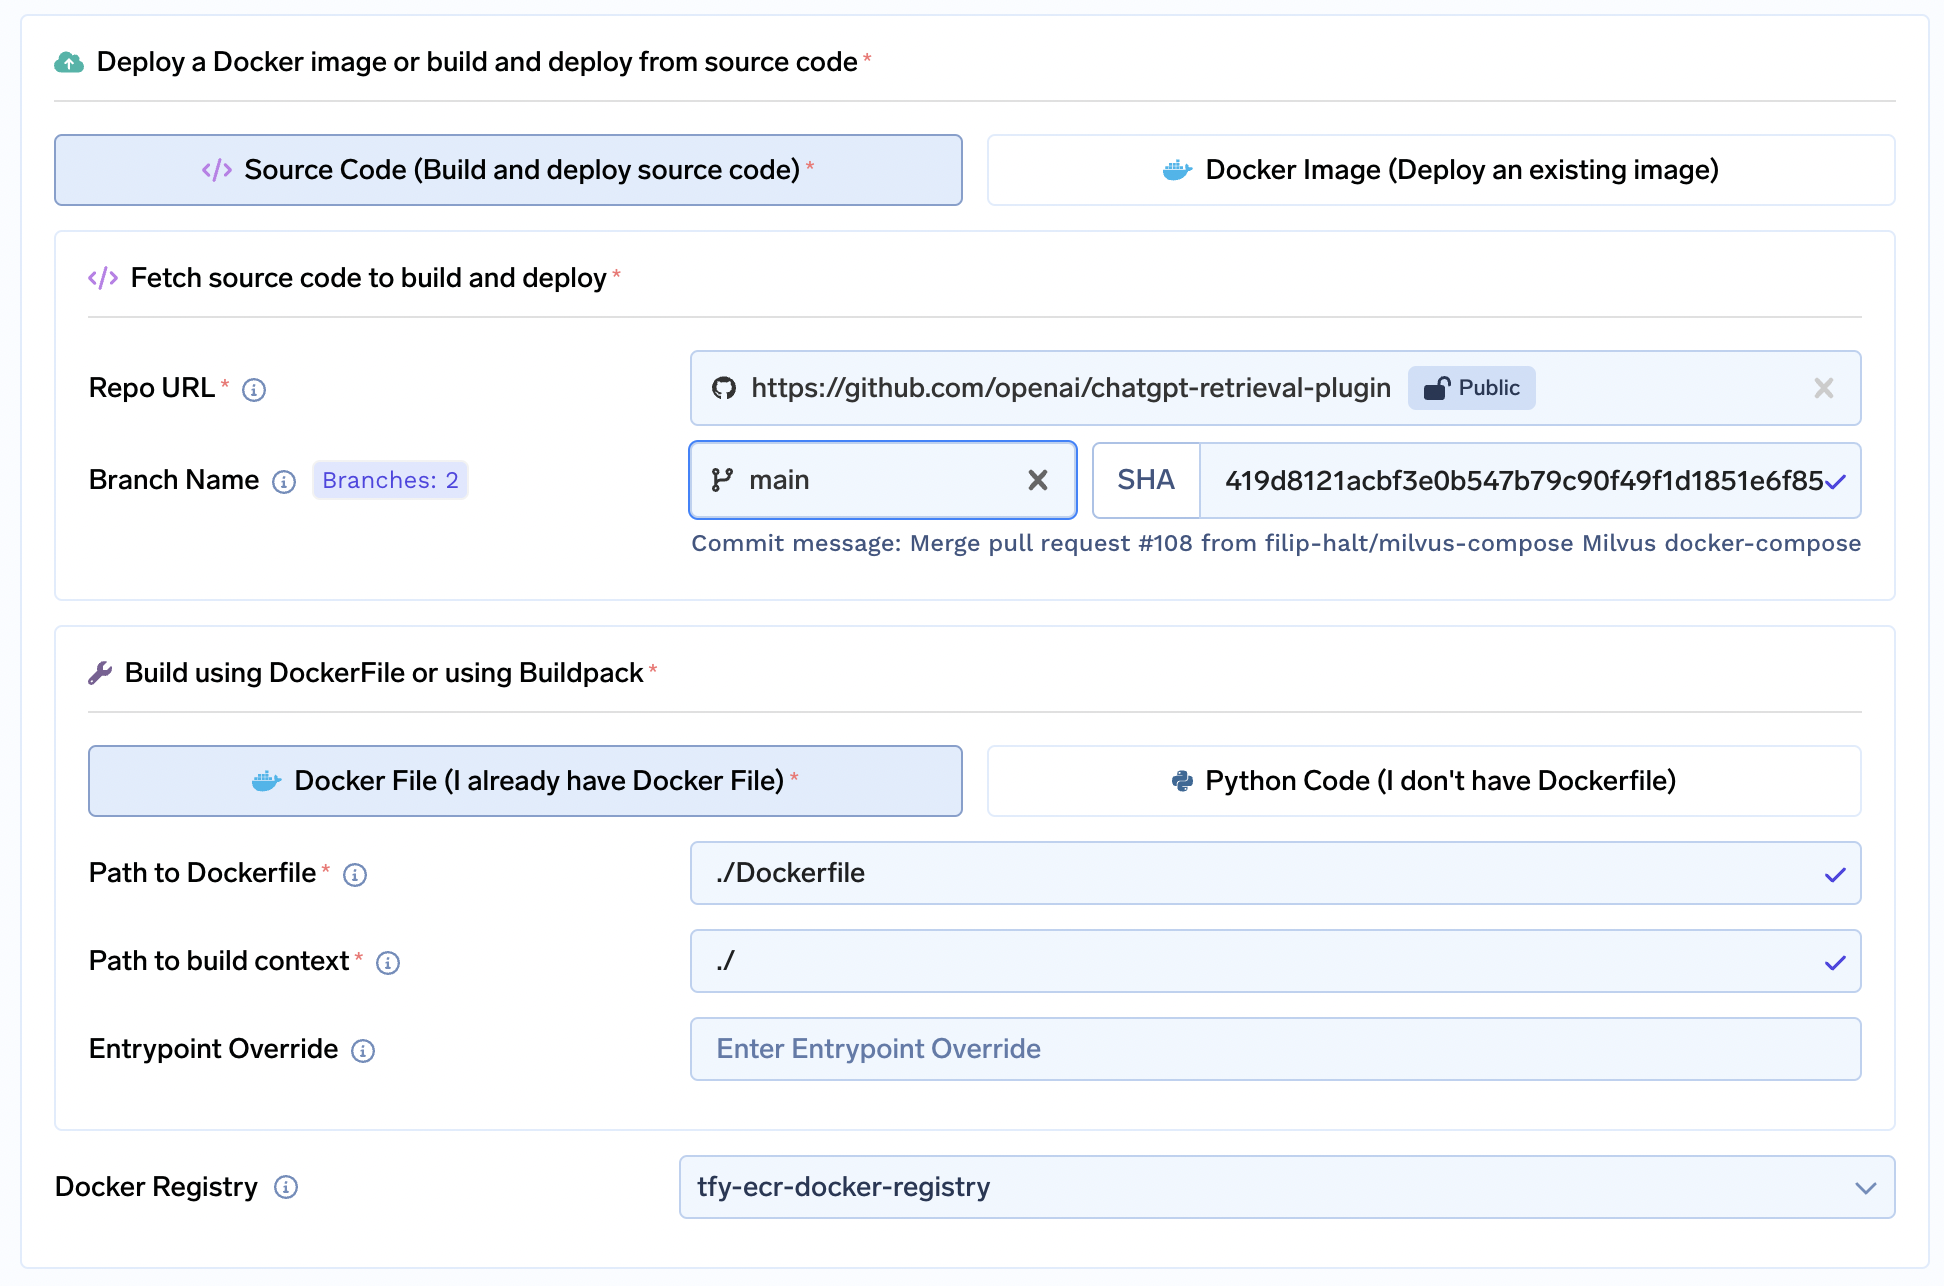 Deploy a Docker image or build and deploy from source code*
Source Code (Build and deploy source code)*
Docker Image (Deploy an existing image)
Fetch source code to build and deploy*
Repo URL*
https://github.com/openai/chatgpt-retrieval-plugin Public
Branch Name Branches: 2
main
SHA 419d8121acbf3e0b547b79c90f49f1d1851e6f85
Commit message: Merge pull request #108 from filip-halt/milvus-compose Milvus docker-compose
Build using DockerFile or using Buildpack*
Docker File (I already have Docker File)*
Python Code (I don't have Dockerfile)
Path to Dockerfile*
./Dockerfile
Path to build context*
./
Entrypoint Override
Enter Entrypoint Override
Docker Registry
tfy-ecr-docker-registry